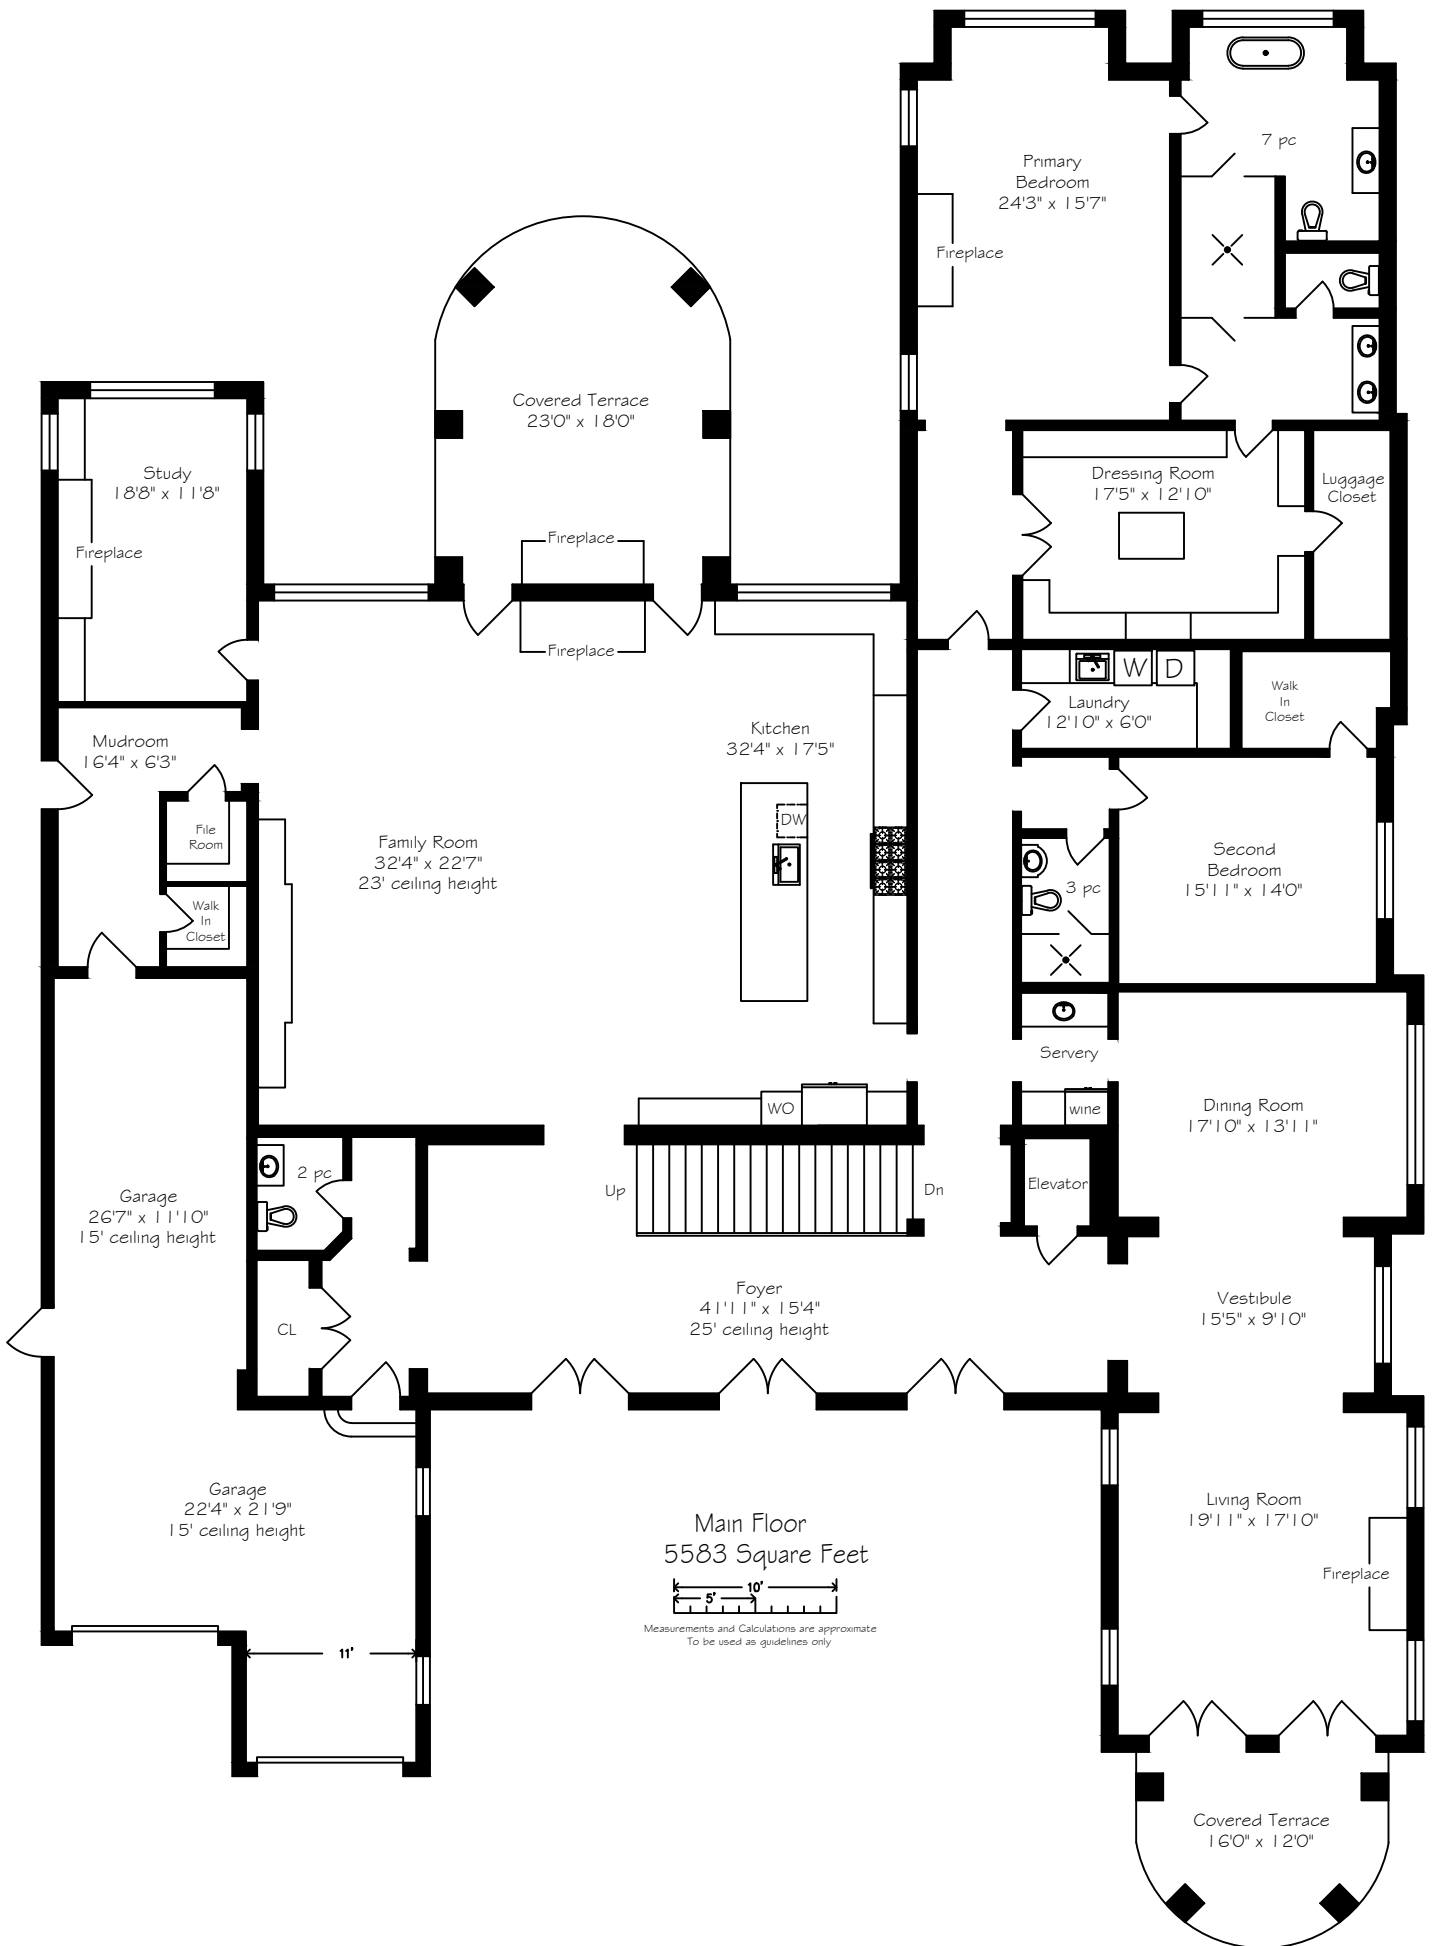 7 pc
Primary
Bedroom
24'3" x 15'7"
Fireplace
Covered Terrace
23'0" x 18'0"
Fireplace
Study
18'8" x 11'8"
Fireplace
Dressing Room
17'5" x 12'10"
Luggage
Closet
Fireplace
W
D
Laundry
12'10" x 6'0"
Walk
In
Closet
Mudroom
16'4" x 6'3"
Kitchen
32'4" x 17'5"
File
Room
DW
Family Room
32'4" x 22'7"
23' ceiling height
Second
Bedroom
15'11" x 14'0"
3 pc
Walk
In
Closet
Servery
WO
wine
Dining Room
17'10" x 13'11"
2 pc
Up
Dn
Elevator
Garage
26'7" x 11'10"
15' ceiling height
CL
Foyer
41'11" x 15'4"
25' ceiling height
Vestibule
15'5" x 9'10"
Garage
22'4" x 21'9"
15' ceiling height
Living Room
19'11" x 17'10"
Fireplace
Main Floor
5583 Square Feet
10'
5'
Measurements and Calculations are approximate
To be used as guidelines only
11'
Covered Terrace
16'0" x 12'0"